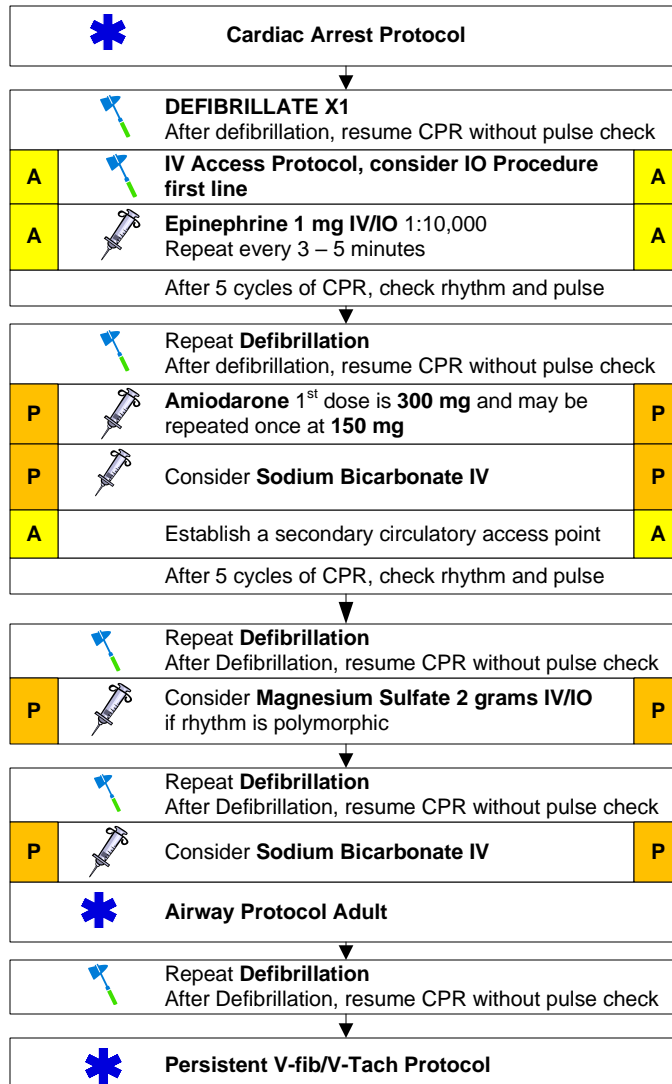 Cardiac Arrest Protocol
DEFIBRILLATE X1
After defibrillation, resume CPR without pulse check
A IV Access Protocol, consider IO Procedure A
first line
A Epinephrine 1 mg IV/IO 1:10,000 A
Repeat every 3 – 5 minutes
After 5 cycles of CPR, check rhythm and pulse
Repeat Defibrillation
After defibrillation, resume CPR without pulse check
P Amiodarone 1st dose is 300 mg and may be P
repeated once at 150 mg
P Consider Sodium Bicarbonate IV P
A Establish a secondary circulatory access point A
After 5 cycles of CPR, check rhythm and pulse
Repeat Defibrillation
After Defibrillation, resume CPR without pulse check
P Consider Magnesium Sulfate 2 grams IV/IO P
if rhythm is polymorphic
Repeat Defibrillation
After Defibrillation, resume CPR without pulse check
P Consider Sodium Bicarbonate IV P
Airway Protocol Adult
Repeat Defibrillation
After Defibrillation, resume CPR without pulse check
Persistent V-fib/V-Tach Protocol